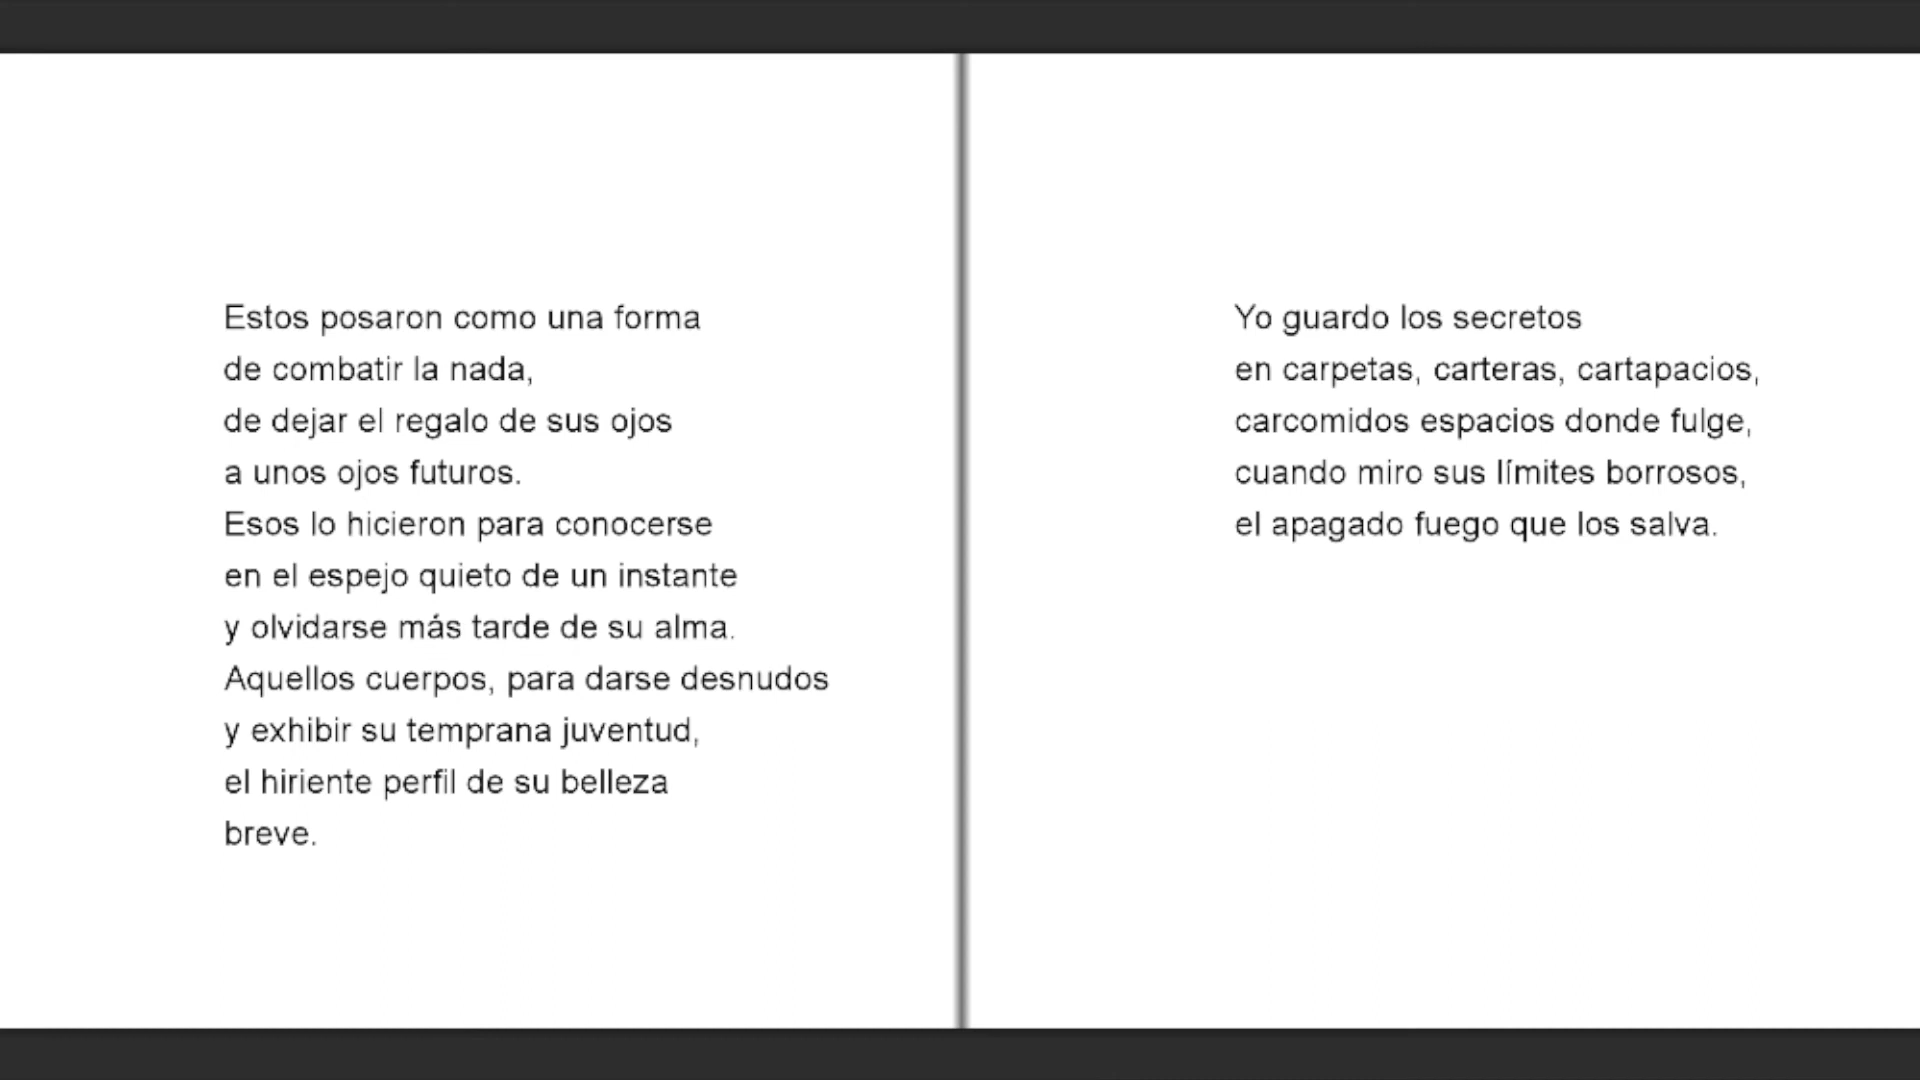 Estos posaron como una forma
de combatir la nada,
de dejar el regalo de sus ojos
a unos ojos futuros.
Esos lo hicieron para conocerse
en el espejo quieto de un instante
y olvidarse más tarde de su alma.
Aquellos cuerpos, para darse desnudos
y exhibir su temprana juventud,
el hiriente perfil de su belleza
breve.
Yo guardo los secretos
en carpetas, carteras, cartapacios,
carcomidos espacios donde fulge,
cuando miro sus límites borrosos,
el apagado fuego que los salva.